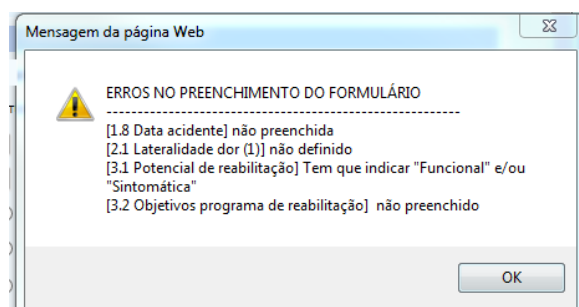 Mensagem da página Web
ERROS NO PREENCHIMENTO DO FORMULÁRIO
--------------------------------------------------------
[1.8 Data acidente] não preenchida
[2.1 Lateralidade dor (1)] não definido
[3.1 Potencial de reabilitação] Tem que indicar "Funcional" e/ou
"Sintomática"
[3.2 Objetivos programa de reabilitação]  não preenchido
OK